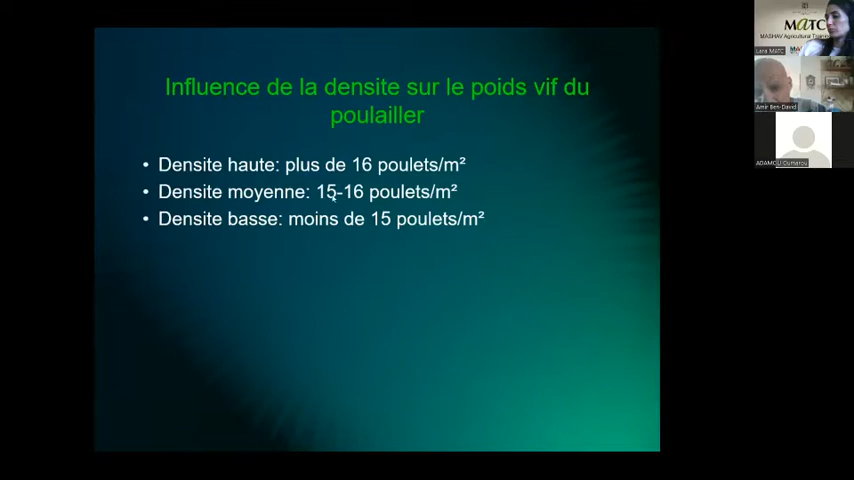 Influence de la densite sur le poids vif du
poulailler
• Densite haute: plus de 16 poulets/m²
• Densite moyenne: 15-16 poulets/m²
• Densite basse: moins de 15 poulets/m²
MATC
MASHAV Agricultural
Lana MATC
Amir Ben-David
ADAMOU Oumarou